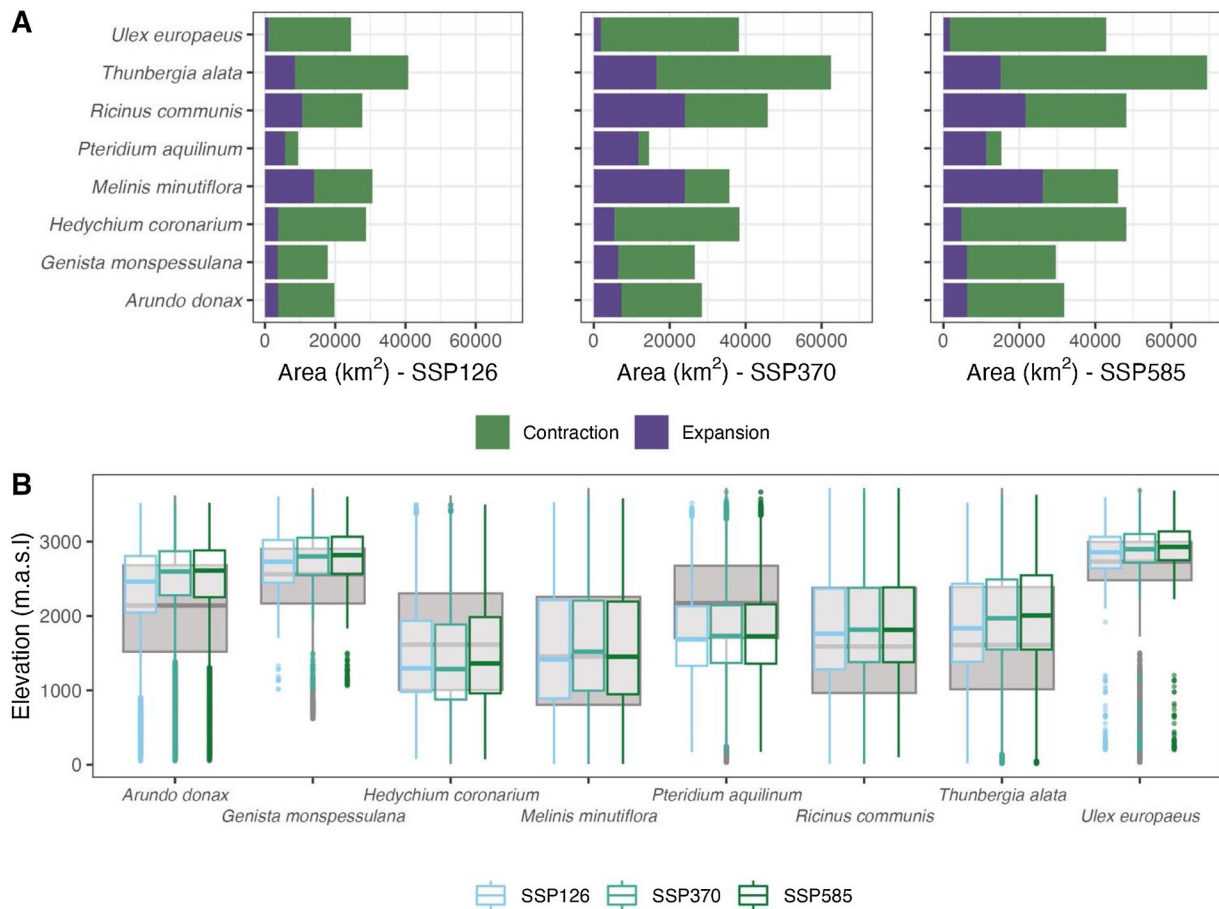 A
Ulex europaeus
Thunbergia alata
Ricinus communis
Pteridium aquilinum
Melinis minutiflora
Hedychium coronarium
Genista monspessulana
Arundo donax
0 20000 40000 60000
0 20000 40000 60000
0 20000 40000 60000
Area (km²) - SSP126
Area (km²) - SSP370
Area (km²) - SSP585
Contraction Expansion
B
Elevation (m.a.s.l)
3000
2000
1000
0
Arundo donax Hedychium coronarium Pteridium aquilinum Thunbergia alata
Genista monspessulana Melinis minutiflora Ricinus communis Ulex europaeus
SSP126 SSP370 SSP585